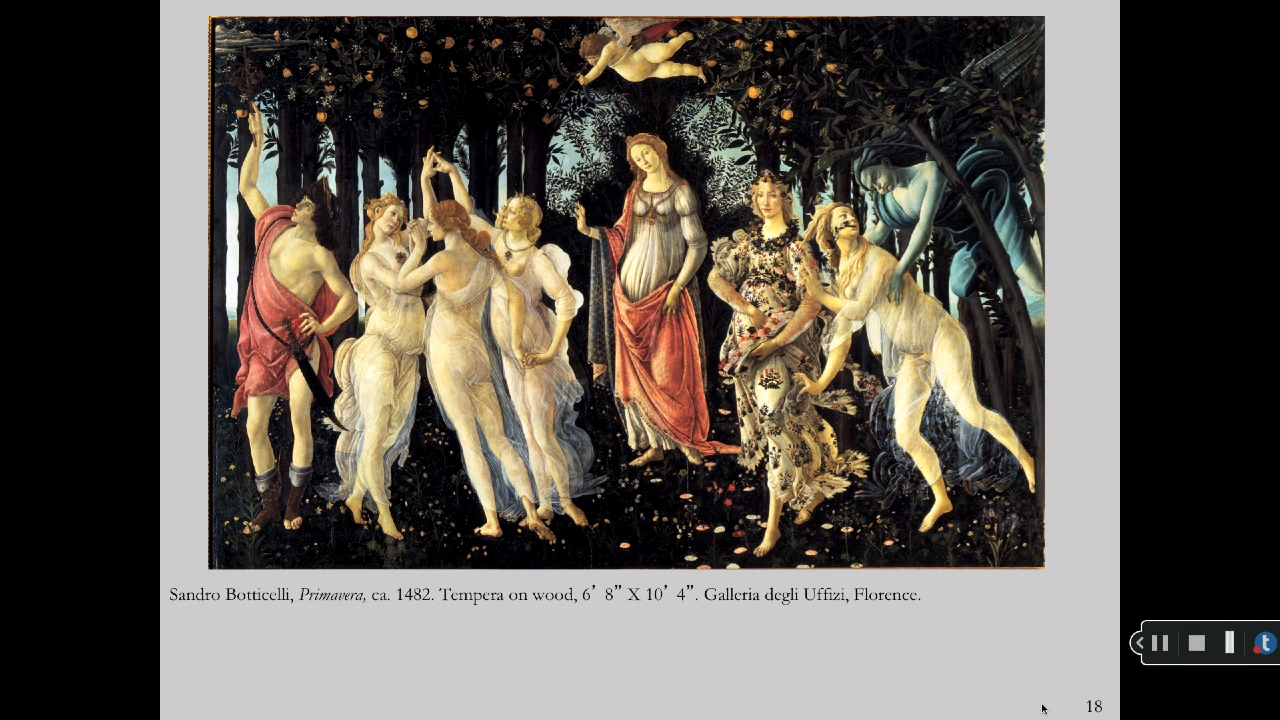 Sandro Botticelli, Primavera, ca. 1482. Tempera on wood, 6’ 8” X 10’ 4”. Galleria degli Uffizi, Florence.
t
18